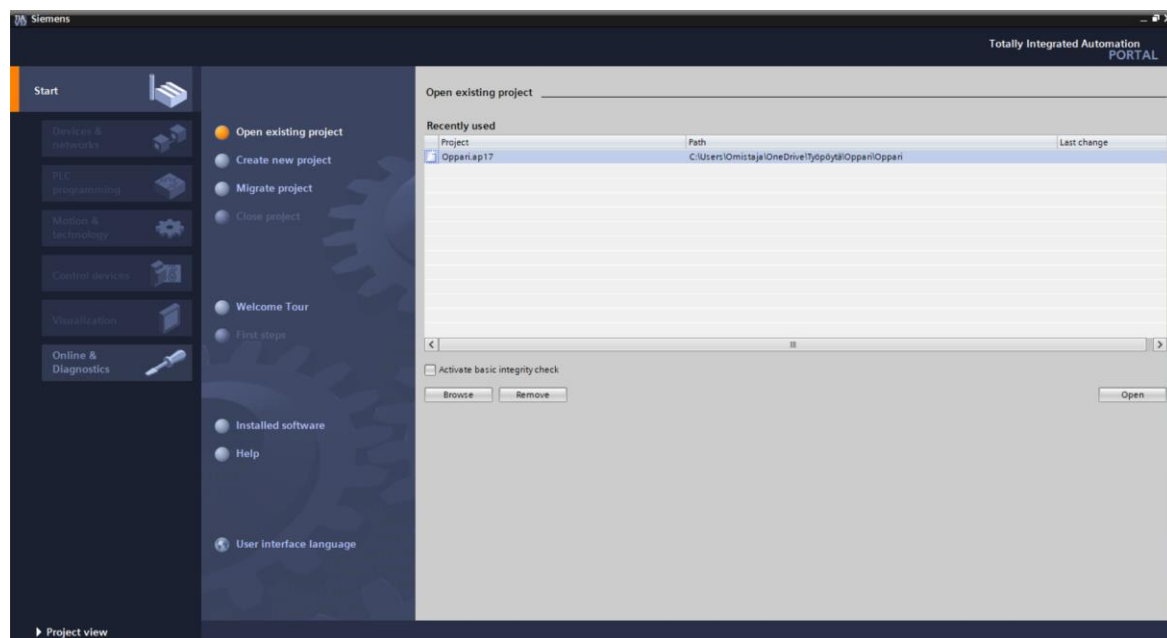 Siemens
Totally Integrated Automation
PORTAL
Start
Devices &
networks
PLC
programming
Motion &
technology
Control devices
Visualization
Online &
Diagnostics
Open existing project
Create new project
Migrate project
Close project
Welcome Tour
First steps
Installed software
Help
User interface language
Open existing project
Recently used
Project Path Last change
Oppari.ap17 C:\Users\Omistaja\OneDrive\Työpöytä\Oppari\Oppari
Activate basic integrity check
Browse Remove Open
Project view